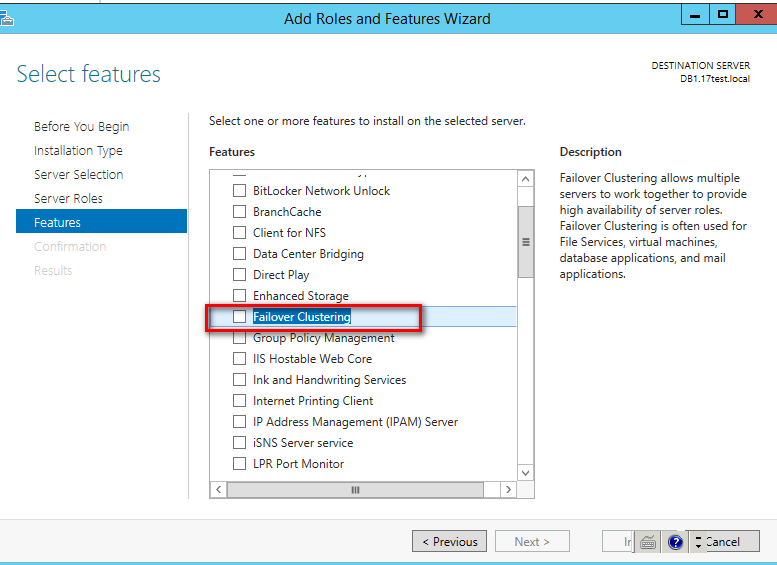 Add Roles and Features Wizard
Select features
DESTINATION SERVER
DB1.17test.local
Before You Begin
Installation Type
Server Selection
Server Roles
Features
Confirmation
Results
Select one or more features to install on the selected server.
Features
BitLocker Network Unlock
BranchCache
Client for NFS
Data Center Bridging
Direct Play
Enhanced Storage
Failover Clustering
Group Policy Management
IIS Hostable Web Core
Ink and Handwriting Services
Internet Printing Client
IP Address Management (IPAM) Server
iSNS Server service
LPR Port Monitor
Description
Failover Clustering allows multiple
servers to work together to provide
high availability of server roles.
Failover Clustering is often used for
File Services, virtual machines,
database applications, and mail
applications.
< Previous
Next >
Cancel